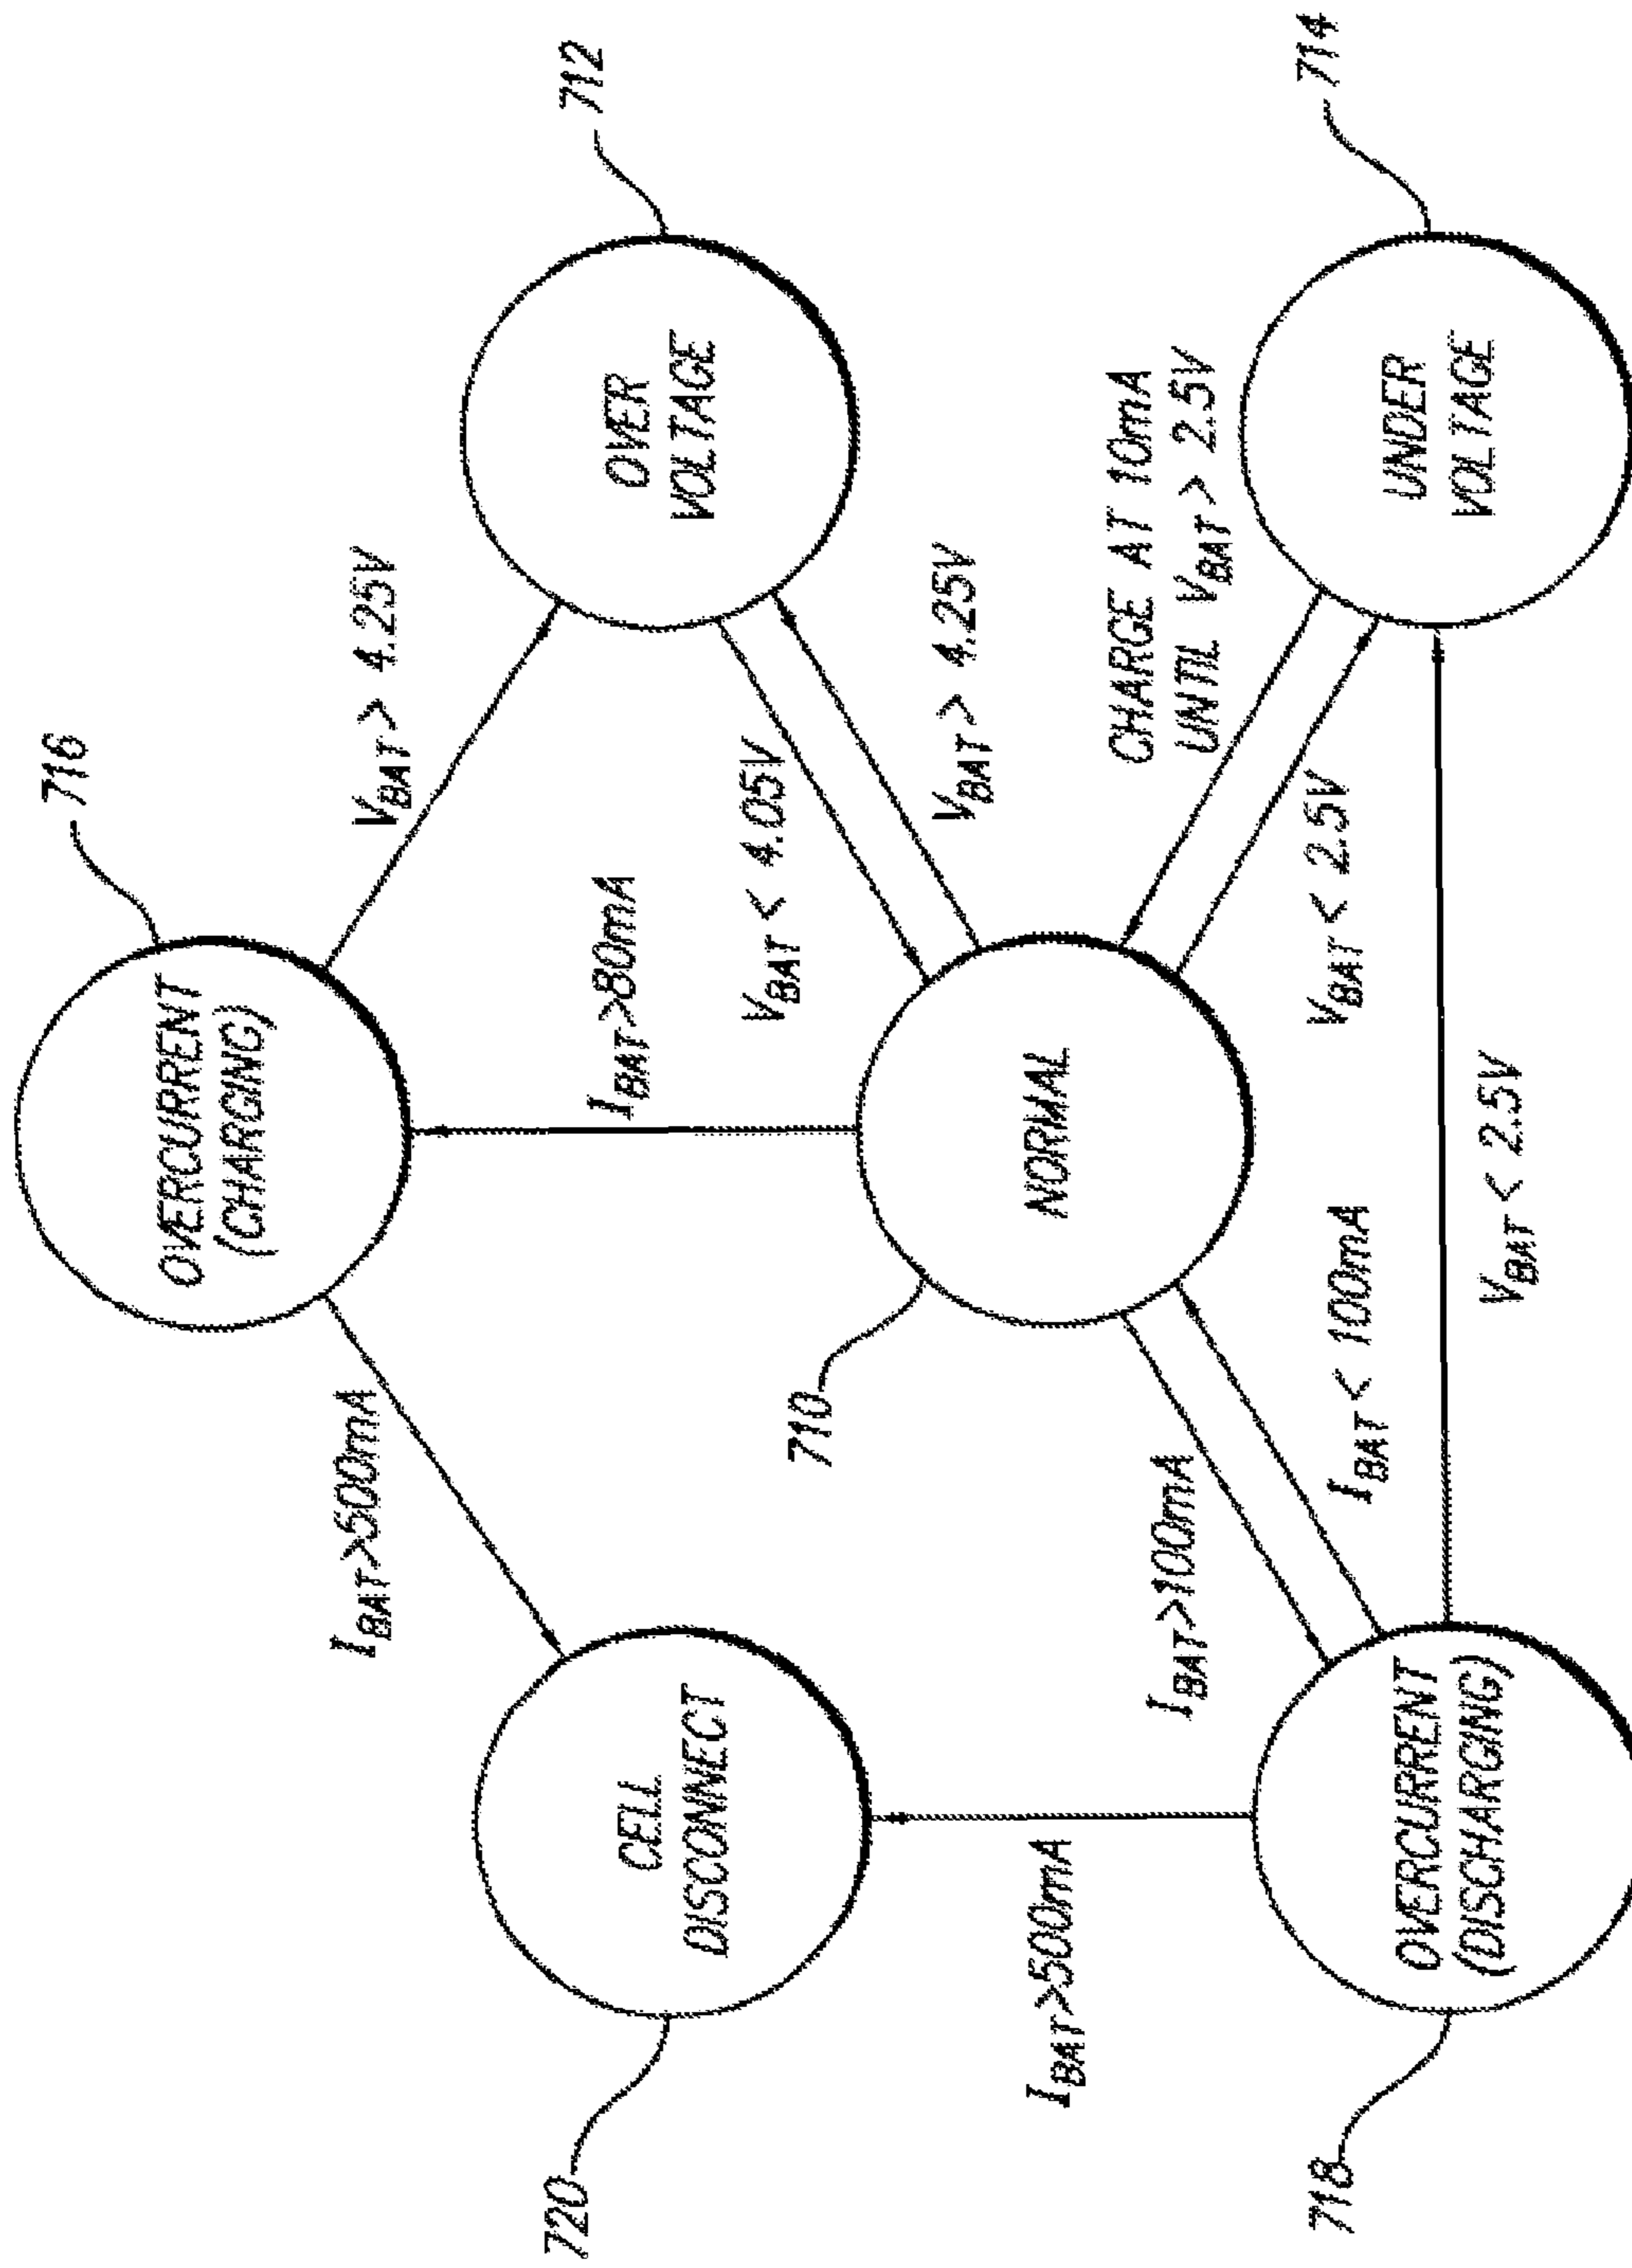 716
OVERCURRENT
(CHARGING)
I_BAT>500mA
V_BAT > 4.25V
720
712
CELL
DISCONNECT
I_BAT>80mA
OVER
VOLTAGE
V_BAT < 4.05V
710
V_BAT > 4.25V
I_BAT>500mA
NORMAL
CHARGE AT 10mA
UNTIL V_BAT > 2.5V
I_BAT>100mA
V_BAT < 2.5V
718
714
I_BAT < 100mA
OVERCURRENT
(DISCHARGING)
UNDER
VOLTAGE
V_BAT < 2.5V